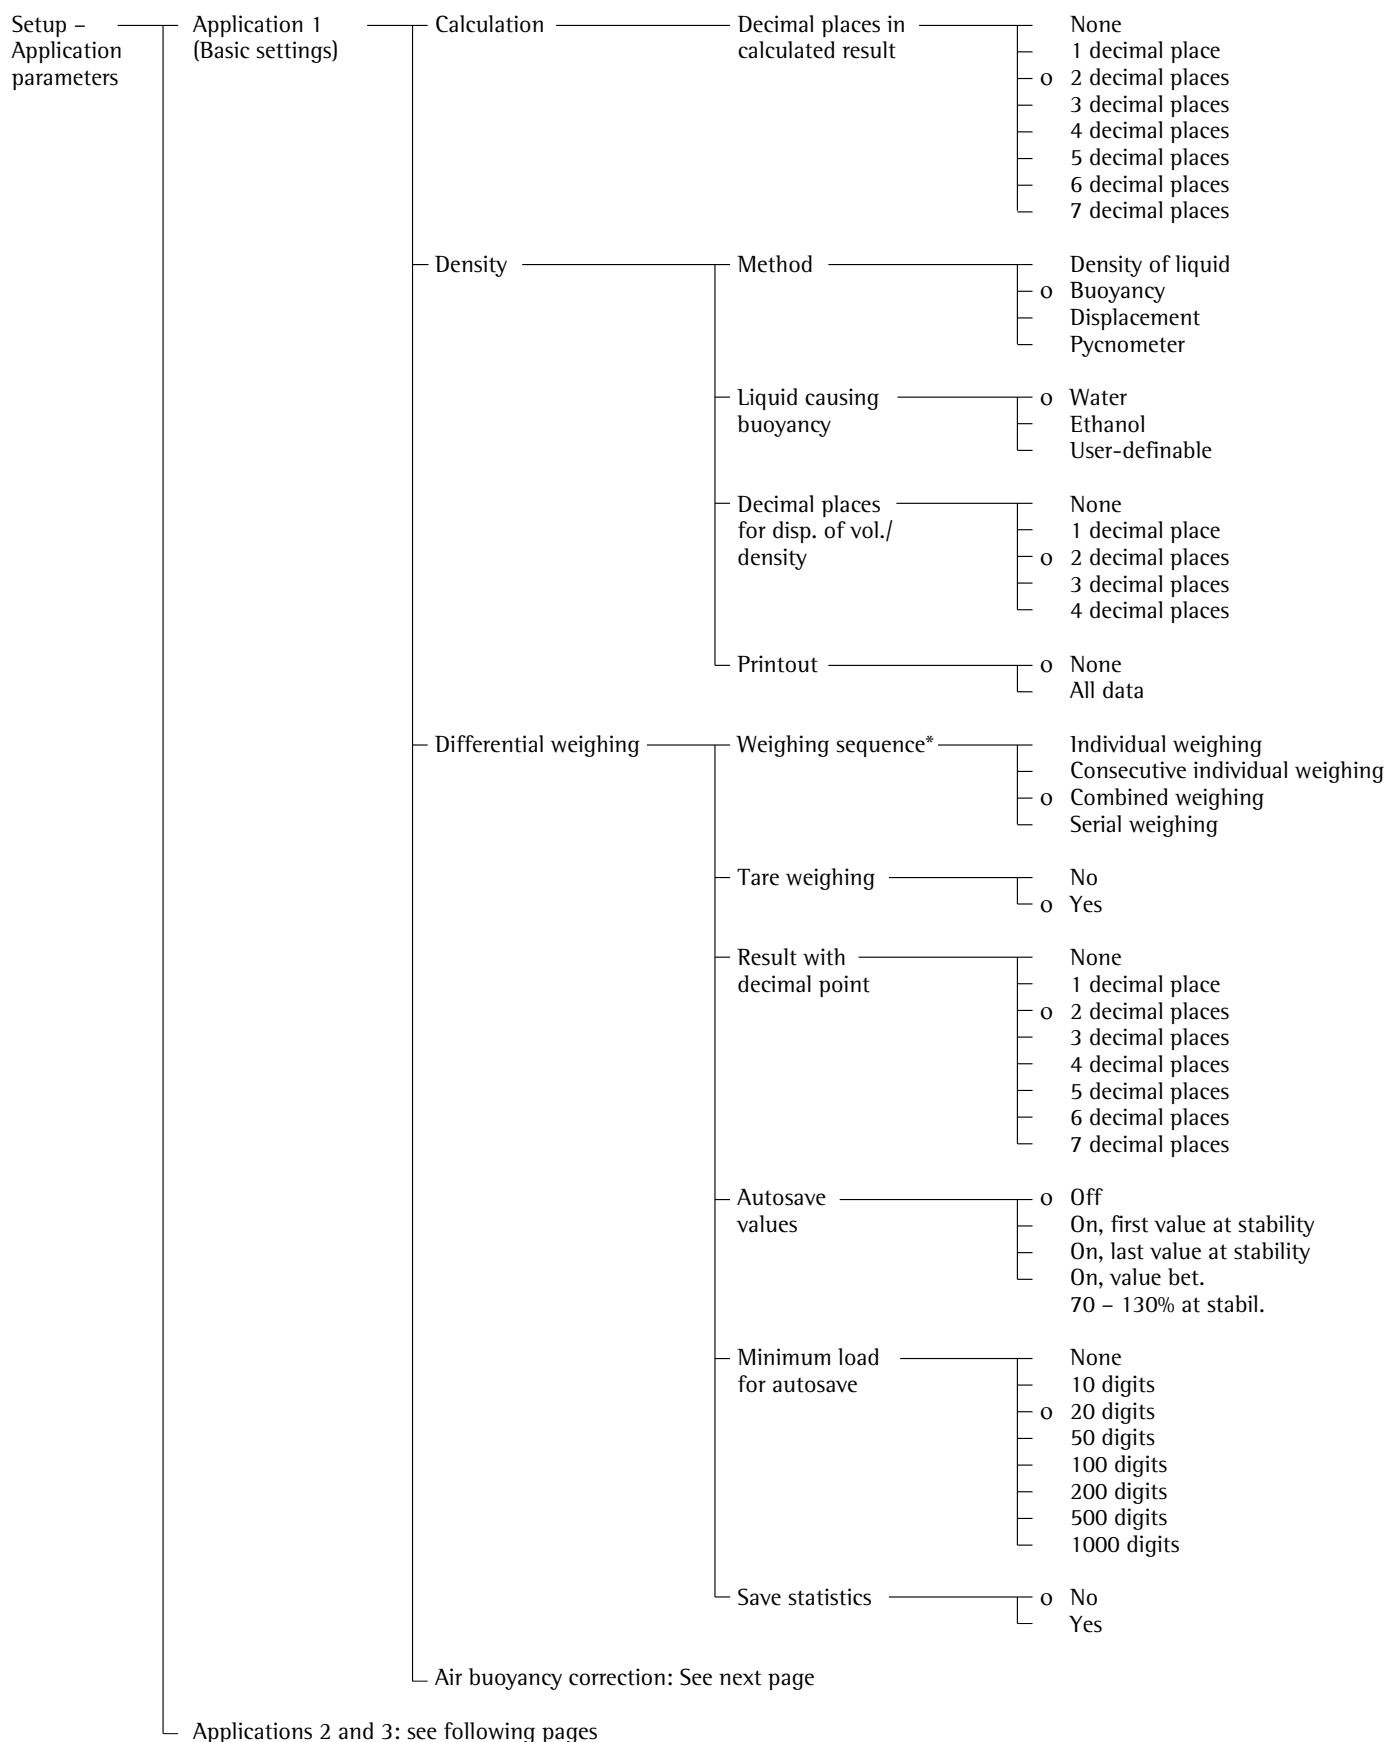 Setup –
Application
parameters
Application 1
(Basic settings)
Calculation
Decimal places in
calculated result
None
1 decimal place
o 2 decimal places
3 decimal places
4 decimal places
5 decimal places
6 decimal places
7 decimal places
Density
Method
Density of liquid
o Buoyancy
Displacement
Pycnometer
Liquid causing
buoyancy
o Water
Ethanol
User-definable
Decimal places
for disp. of vol./
density
None
1 decimal place
o 2 decimal places
3 decimal places
4 decimal places
Printout
o None
All data
Differential weighing
Weighing sequence*
Individual weighing
Consecutive individual weighing
o Combined weighing
Serial weighing
Tare weighing
No
o Yes
Result with
decimal point
None
1 decimal place
o 2 decimal places
3 decimal places
4 decimal places
5 decimal places
6 decimal places
7 decimal places
Autosave
values
o Off
On, first value at stability
On, last value at stability
On, value bet.
70 – 130% at stabil.
Minimum load
for autosave
None
10 digits
o 20 digits
50 digits
100 digits
200 digits
500 digits
1000 digits
Save statistics
o No
Yes
Air buoyancy correction: See next page
Applications 2 and 3: see following pages